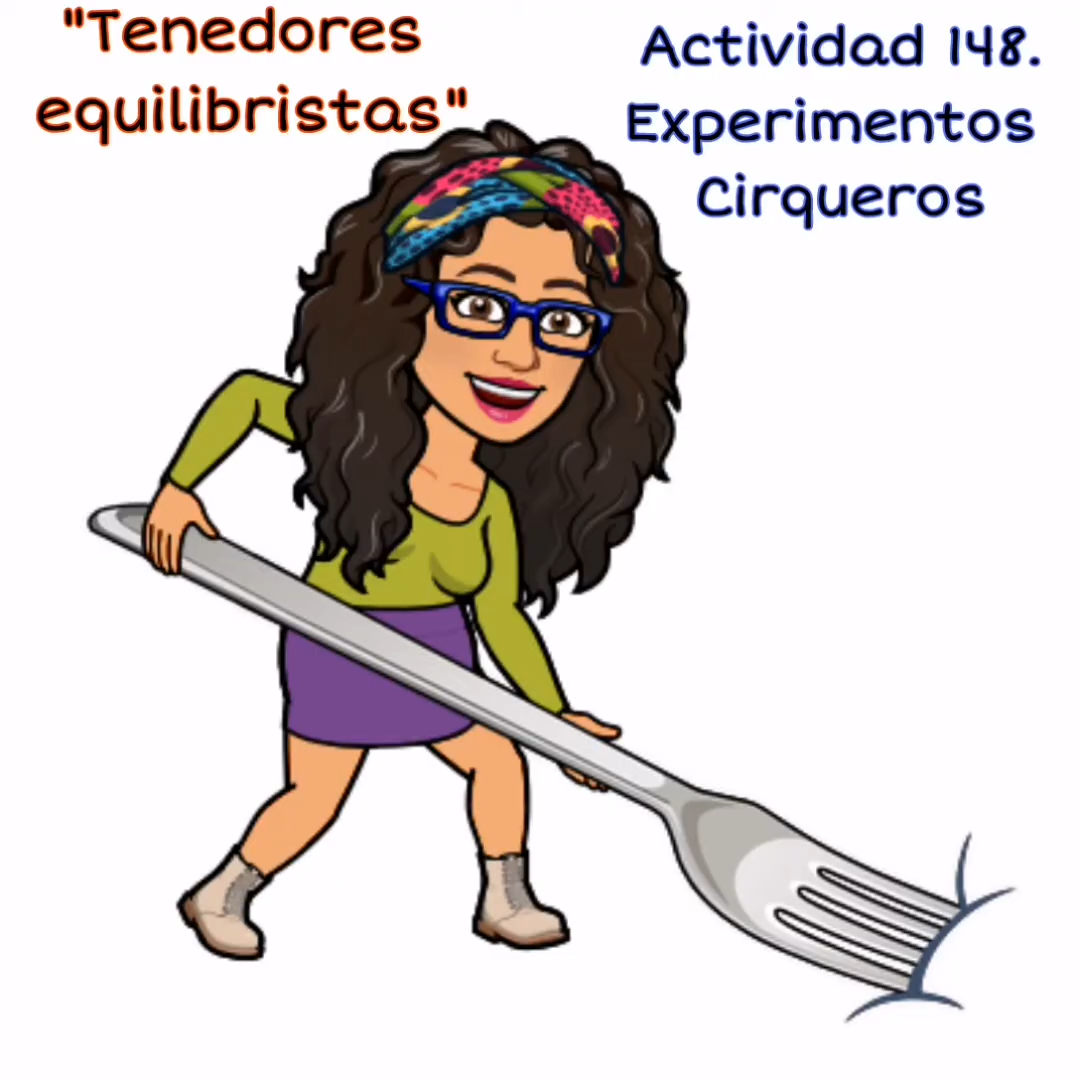 "Tenedores
equilibristas"
Actividad 148.
Experimentos
Cirqueros